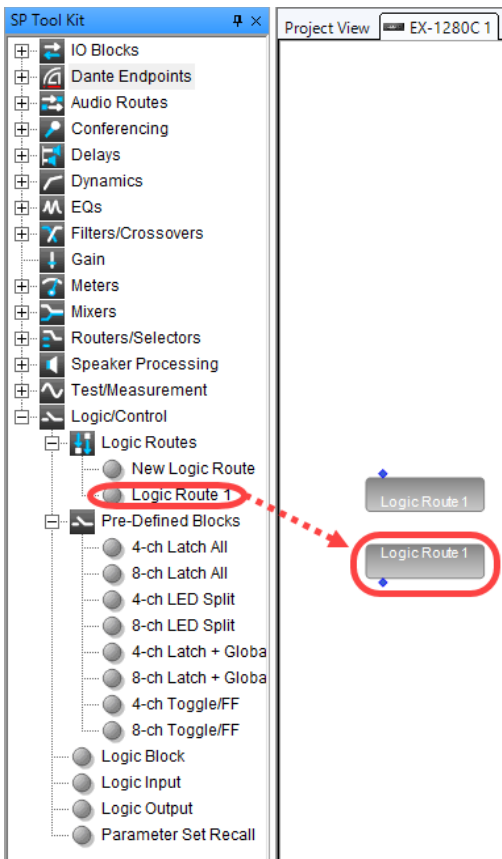 SP Tool Kit
Project View
EX-1280C 1
IO Blocks
Dante Endpoints
Audio Routes
Conferencing
Delays
Dynamics
EQs
Filters/Crossovers
Gain
Meters
Mixers
Routers/Selectors
Speaker Processing
Test/Measurement
Logic/Control
Logic Routes
New Logic Route
Logic Route 1
Pre-Defined Blocks
4-ch Latch All
8-ch Latch All
4-ch LED Split
8-ch LED Split
4-ch Latch + Globa
8-ch Latch + Globa
4-ch Toggle/FF
8-ch Toggle/FF
Logic Block
Logic Input
Logic Output
Parameter Set Recall
Logic Route 1
Logic Route 1